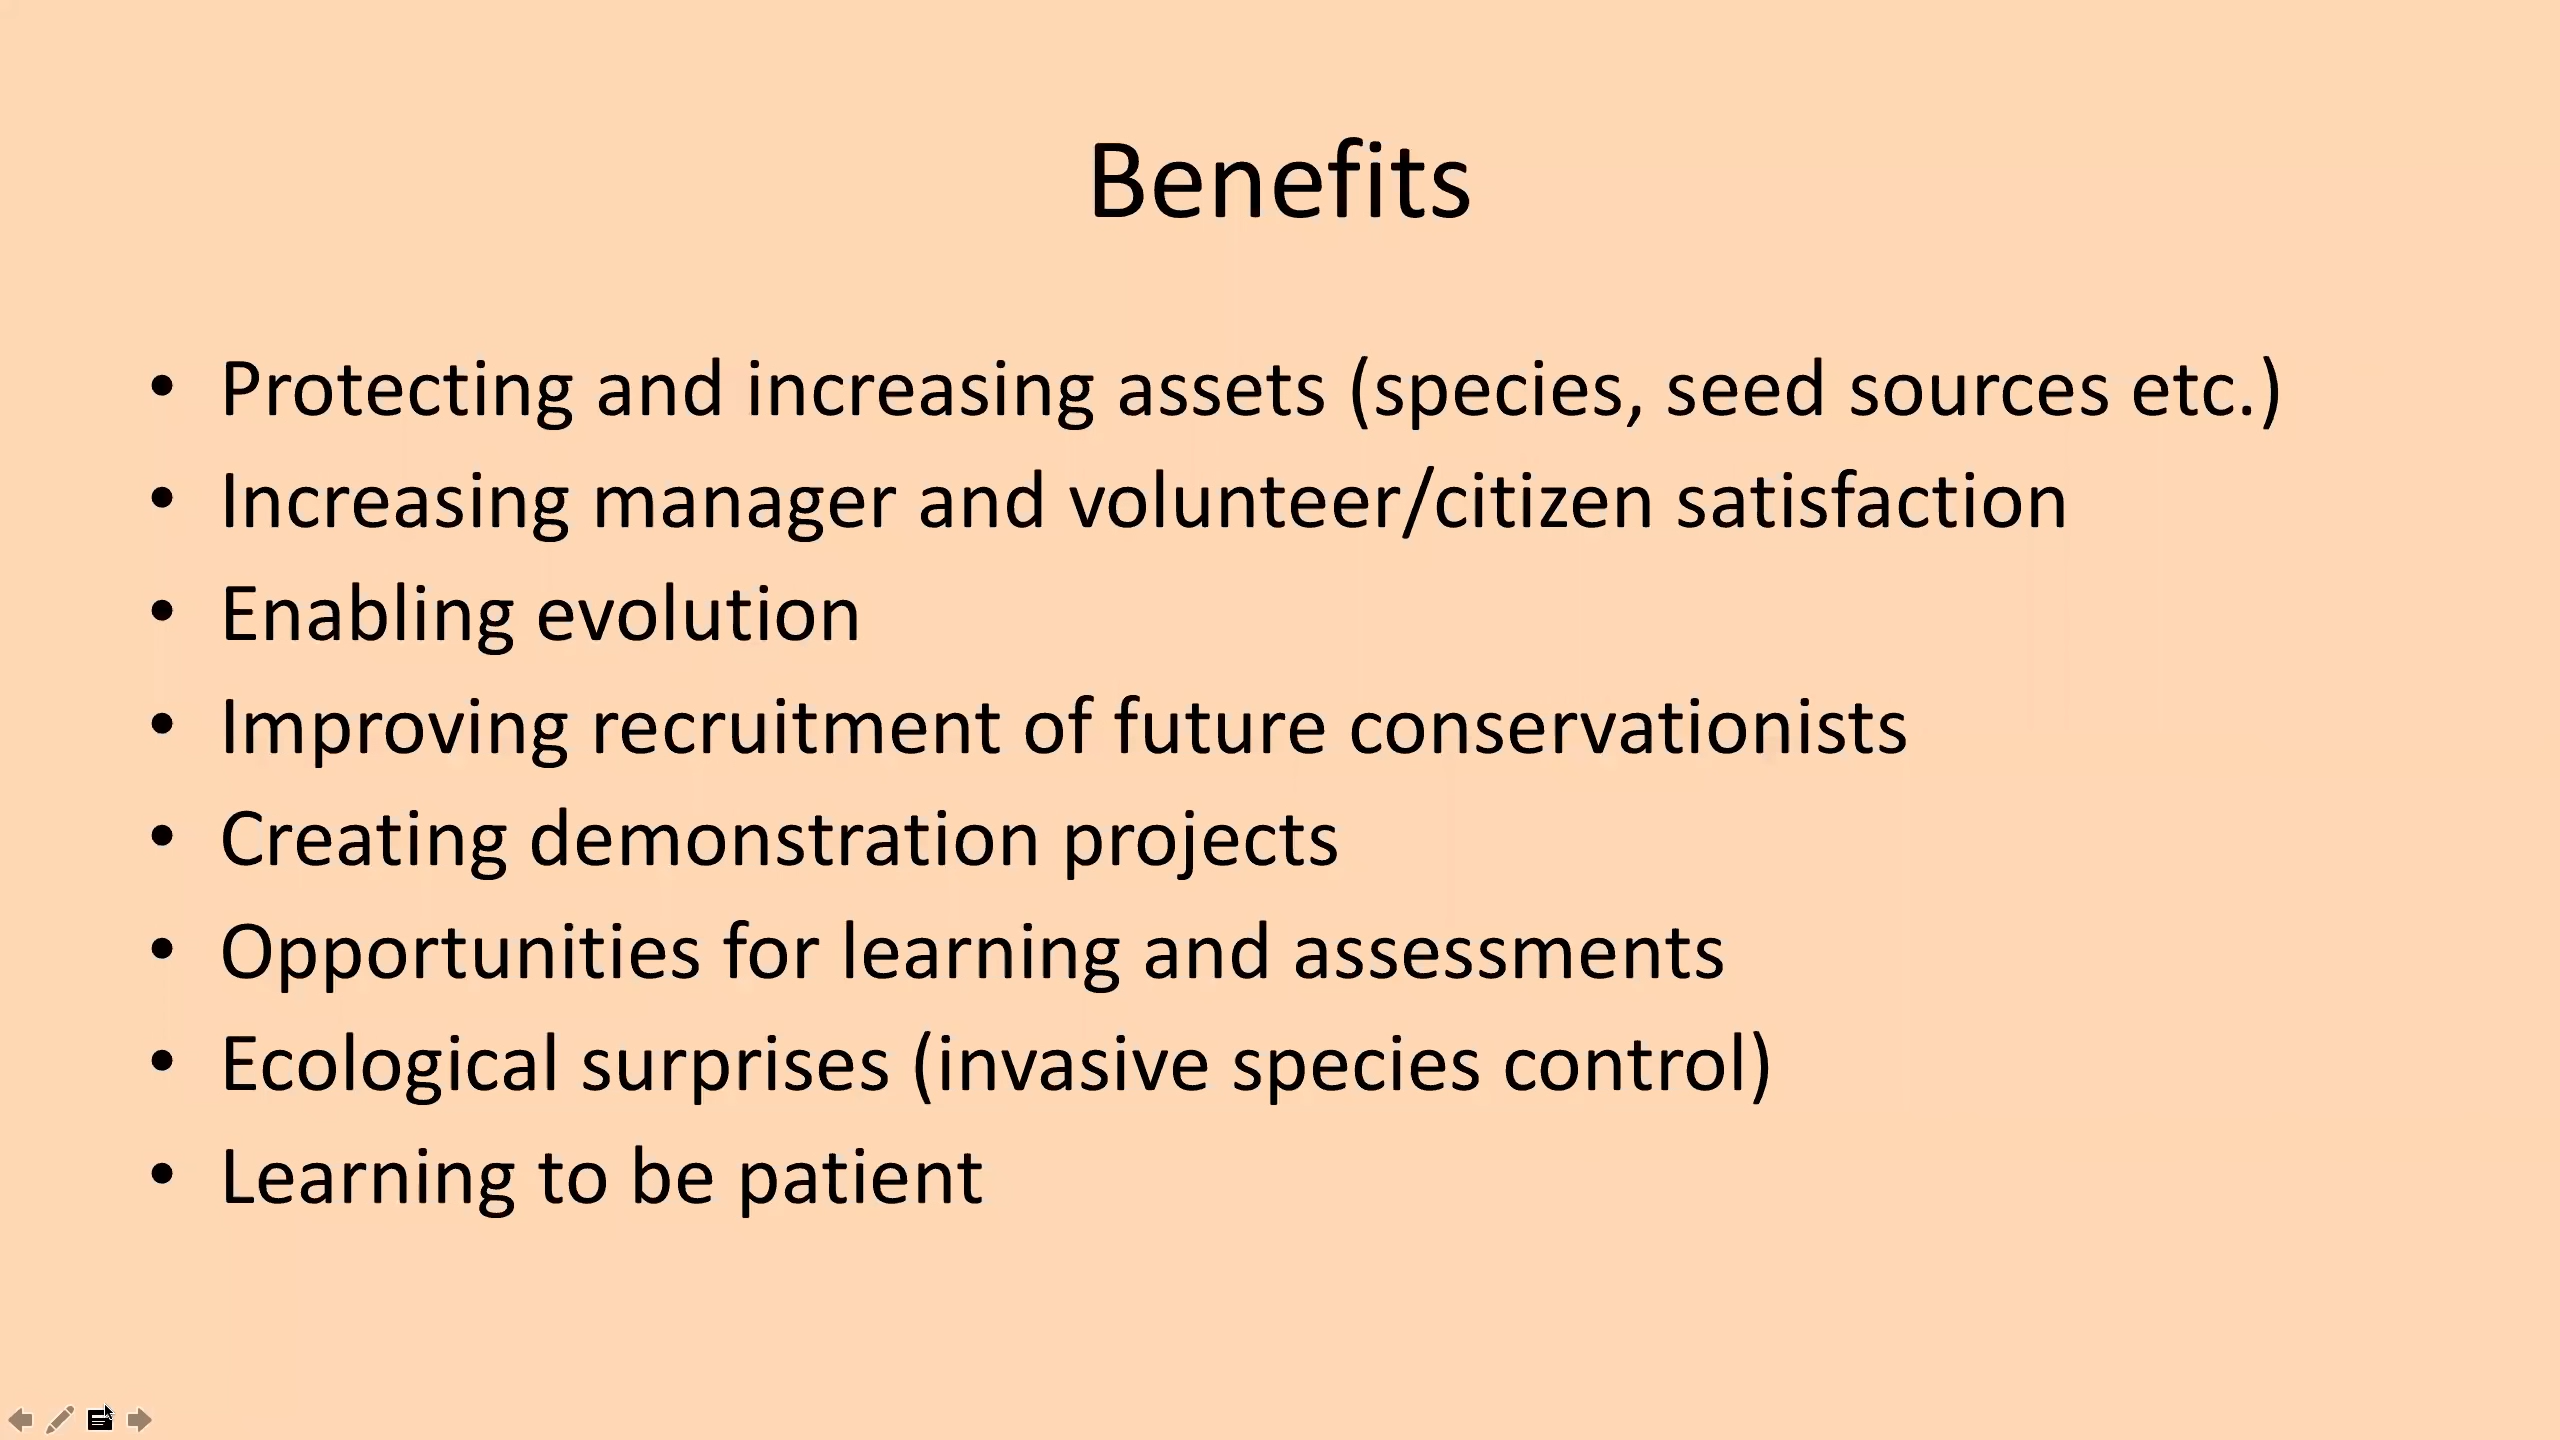 Benefits
• Protecting and increasing assets (species, seed sources etc.)
• Increasing manager and volunteer/citizen satisfaction
• Enabling evolution
• Improving recruitment of future conservationists
• Creating demonstration projects
• Opportunities for learning and assessments
• Ecological surprises (invasive species control)
• Learning to be patient